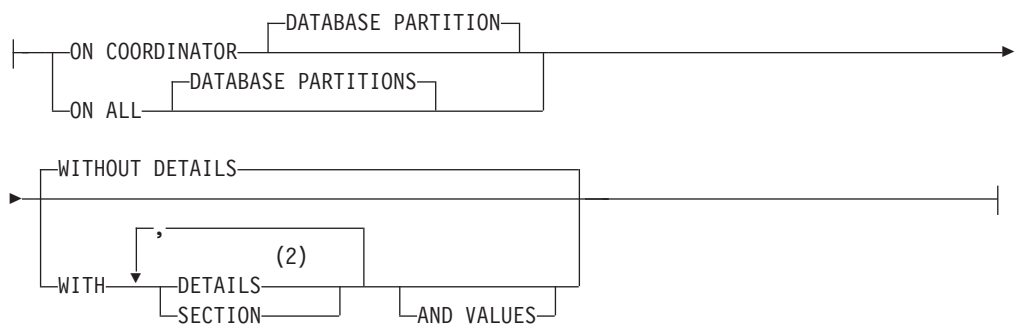 DATABASE PARTITION
ON COORDINATOR
DATABASE PARTITIONS
ON ALL
WITHOUT DETAILS
,
(2)
WITH DETAILS
SECTION AND VALUES